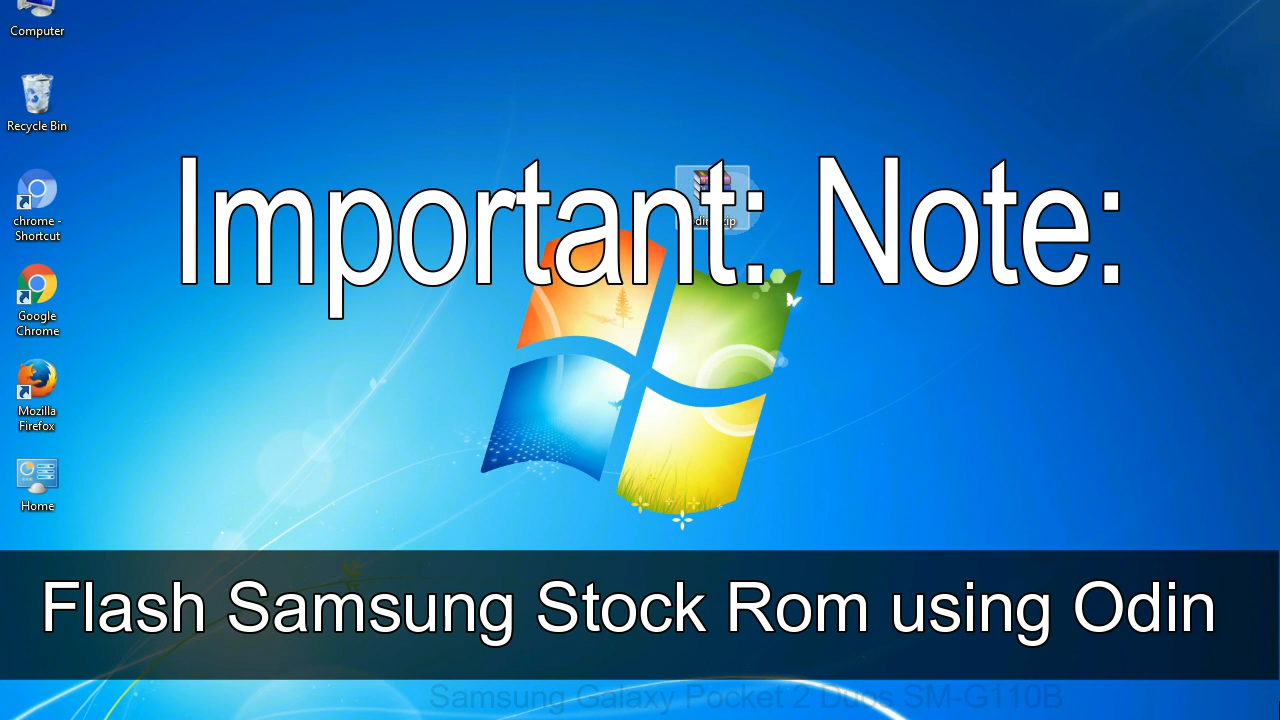 Computer
Recycle Bin
chrome -
Shortcut
Google
Chrome
Mozilla
Firefox
Home
Important: Note:
Flash Samsung Stock Rom using Odin
Samsung Galaxy Pocket 2 Duos SM-G110B